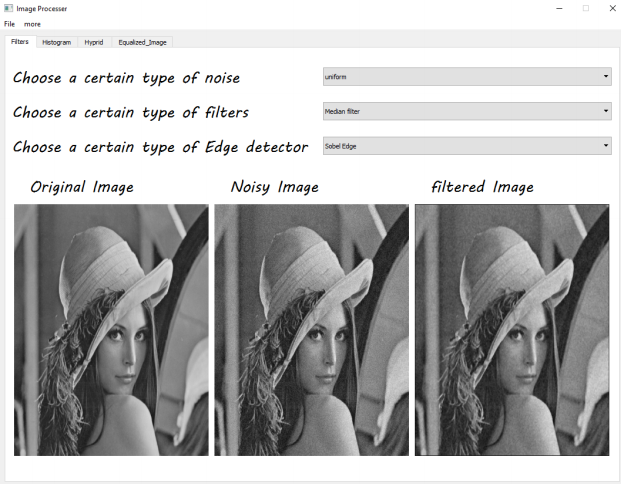 Image Processer
File more
Filters Histogram Hyprid Equalized_Image
Choose a certain type of noise uniform
Choose a certain type of filters Median filter
Choose a certain type of Edge detector Sobel Edge
Original Image Noisy Image filtered Image